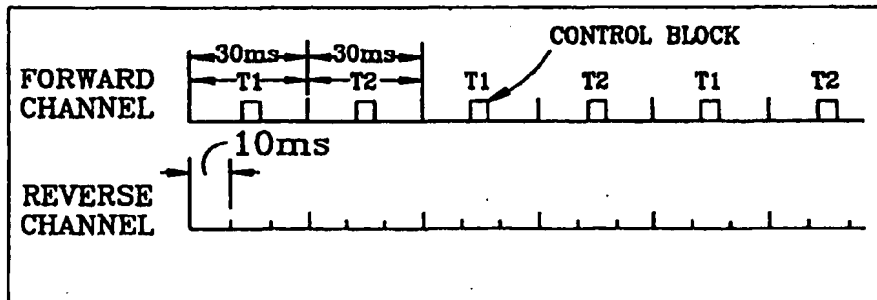 CONTROL BLOCK
30ms 30ms
FORWARD CHANNEL
T1 T2 T1 T2 T1 T2
10ms
REVERSE CHANNEL